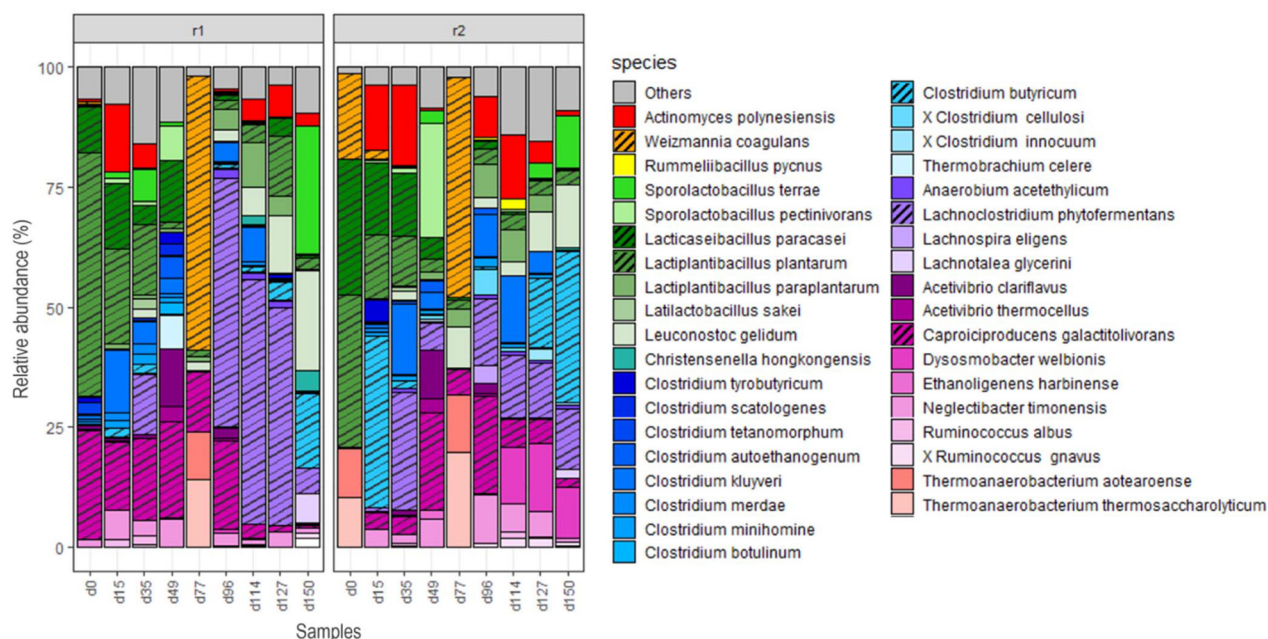 r1
r2
100
75
50
25
0
Relative abundance (%)
d0
d15
d35
d49
d77
d96
d114
d127
d150
d0
d15
d35
d49
d77
d96
d114
d127
d150
Samples
species
Others
Actinomyces polynesiensis
Weizmannia coagulans
Rummeliibacillus pycnus
Sporolactobacillus terrae
Sporolactobacillus pectinivorans
Lacticaseibacillus paracasei
Lactiplantibacillus plantarum
Lactiplantibacillus paraplantarum
Latilactobacillus sakei
Leuconostoc gelidum
Christensenella hongkongensis
Clostridium tyrobutyricum
Clostridium scatologenes
Clostridium tetanomorphum
Clostridium autoethanogenum
Clostridium kluyveri
Clostridium merdae
Clostridium minihomine
Clostridium botulinum
Clostridium butyricum
X Clostridium cellulosi
X Clostridium innocuum
Thermobrachium celere
Anaerobium acetethylicum
Lachnoclostridium phytofermentans
Lachnospira eligens
Lachnotalea glycerini
Acetivibrio clariflavus
Acetivibrio thermocellus
Caproiciproducens galactitolivorans
Dysosmobacter welbionis
Ethanoligenens harbinense
Neglectibacter timonensis
Ruminococcus albus
X Ruminococcus gnavus
Thermoanaerobacterium aotearoense
Thermoanaerobacterium thermosaccharolyticum